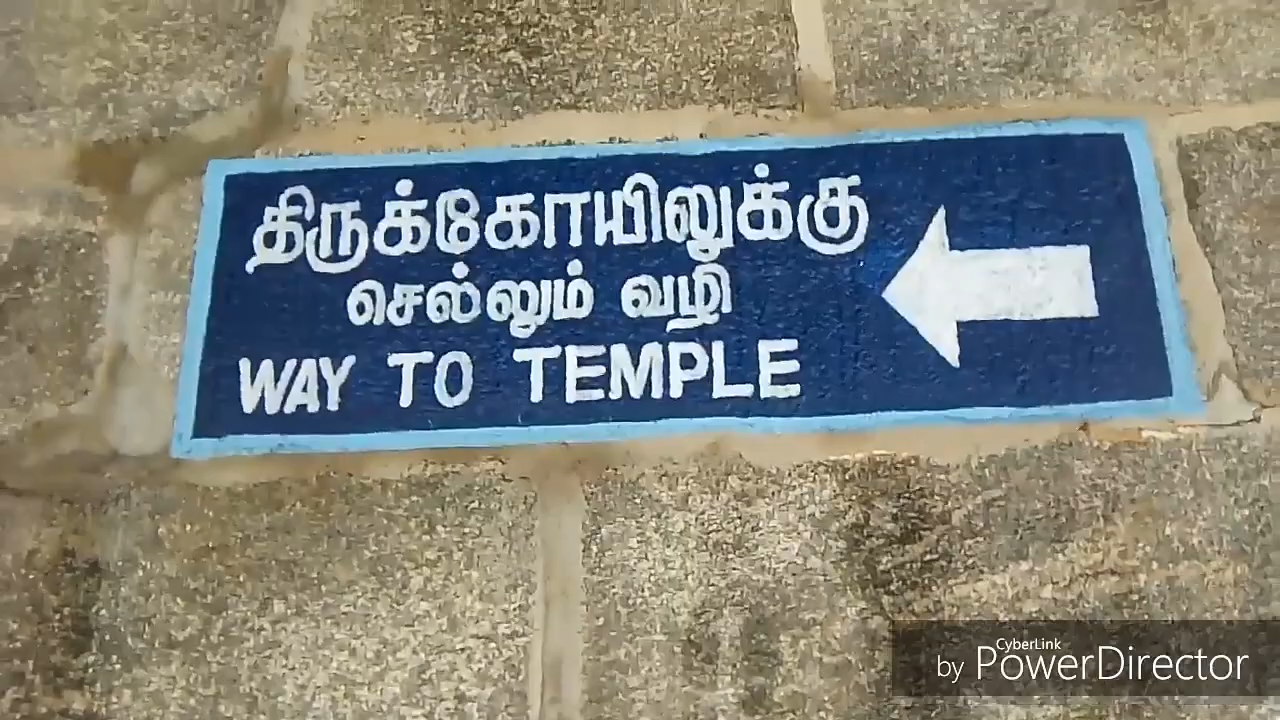 திருக்கோயிலுக்கு
செல்லும் வழி
WAY TO TEMPLE
CyberLink
by PowerDirector